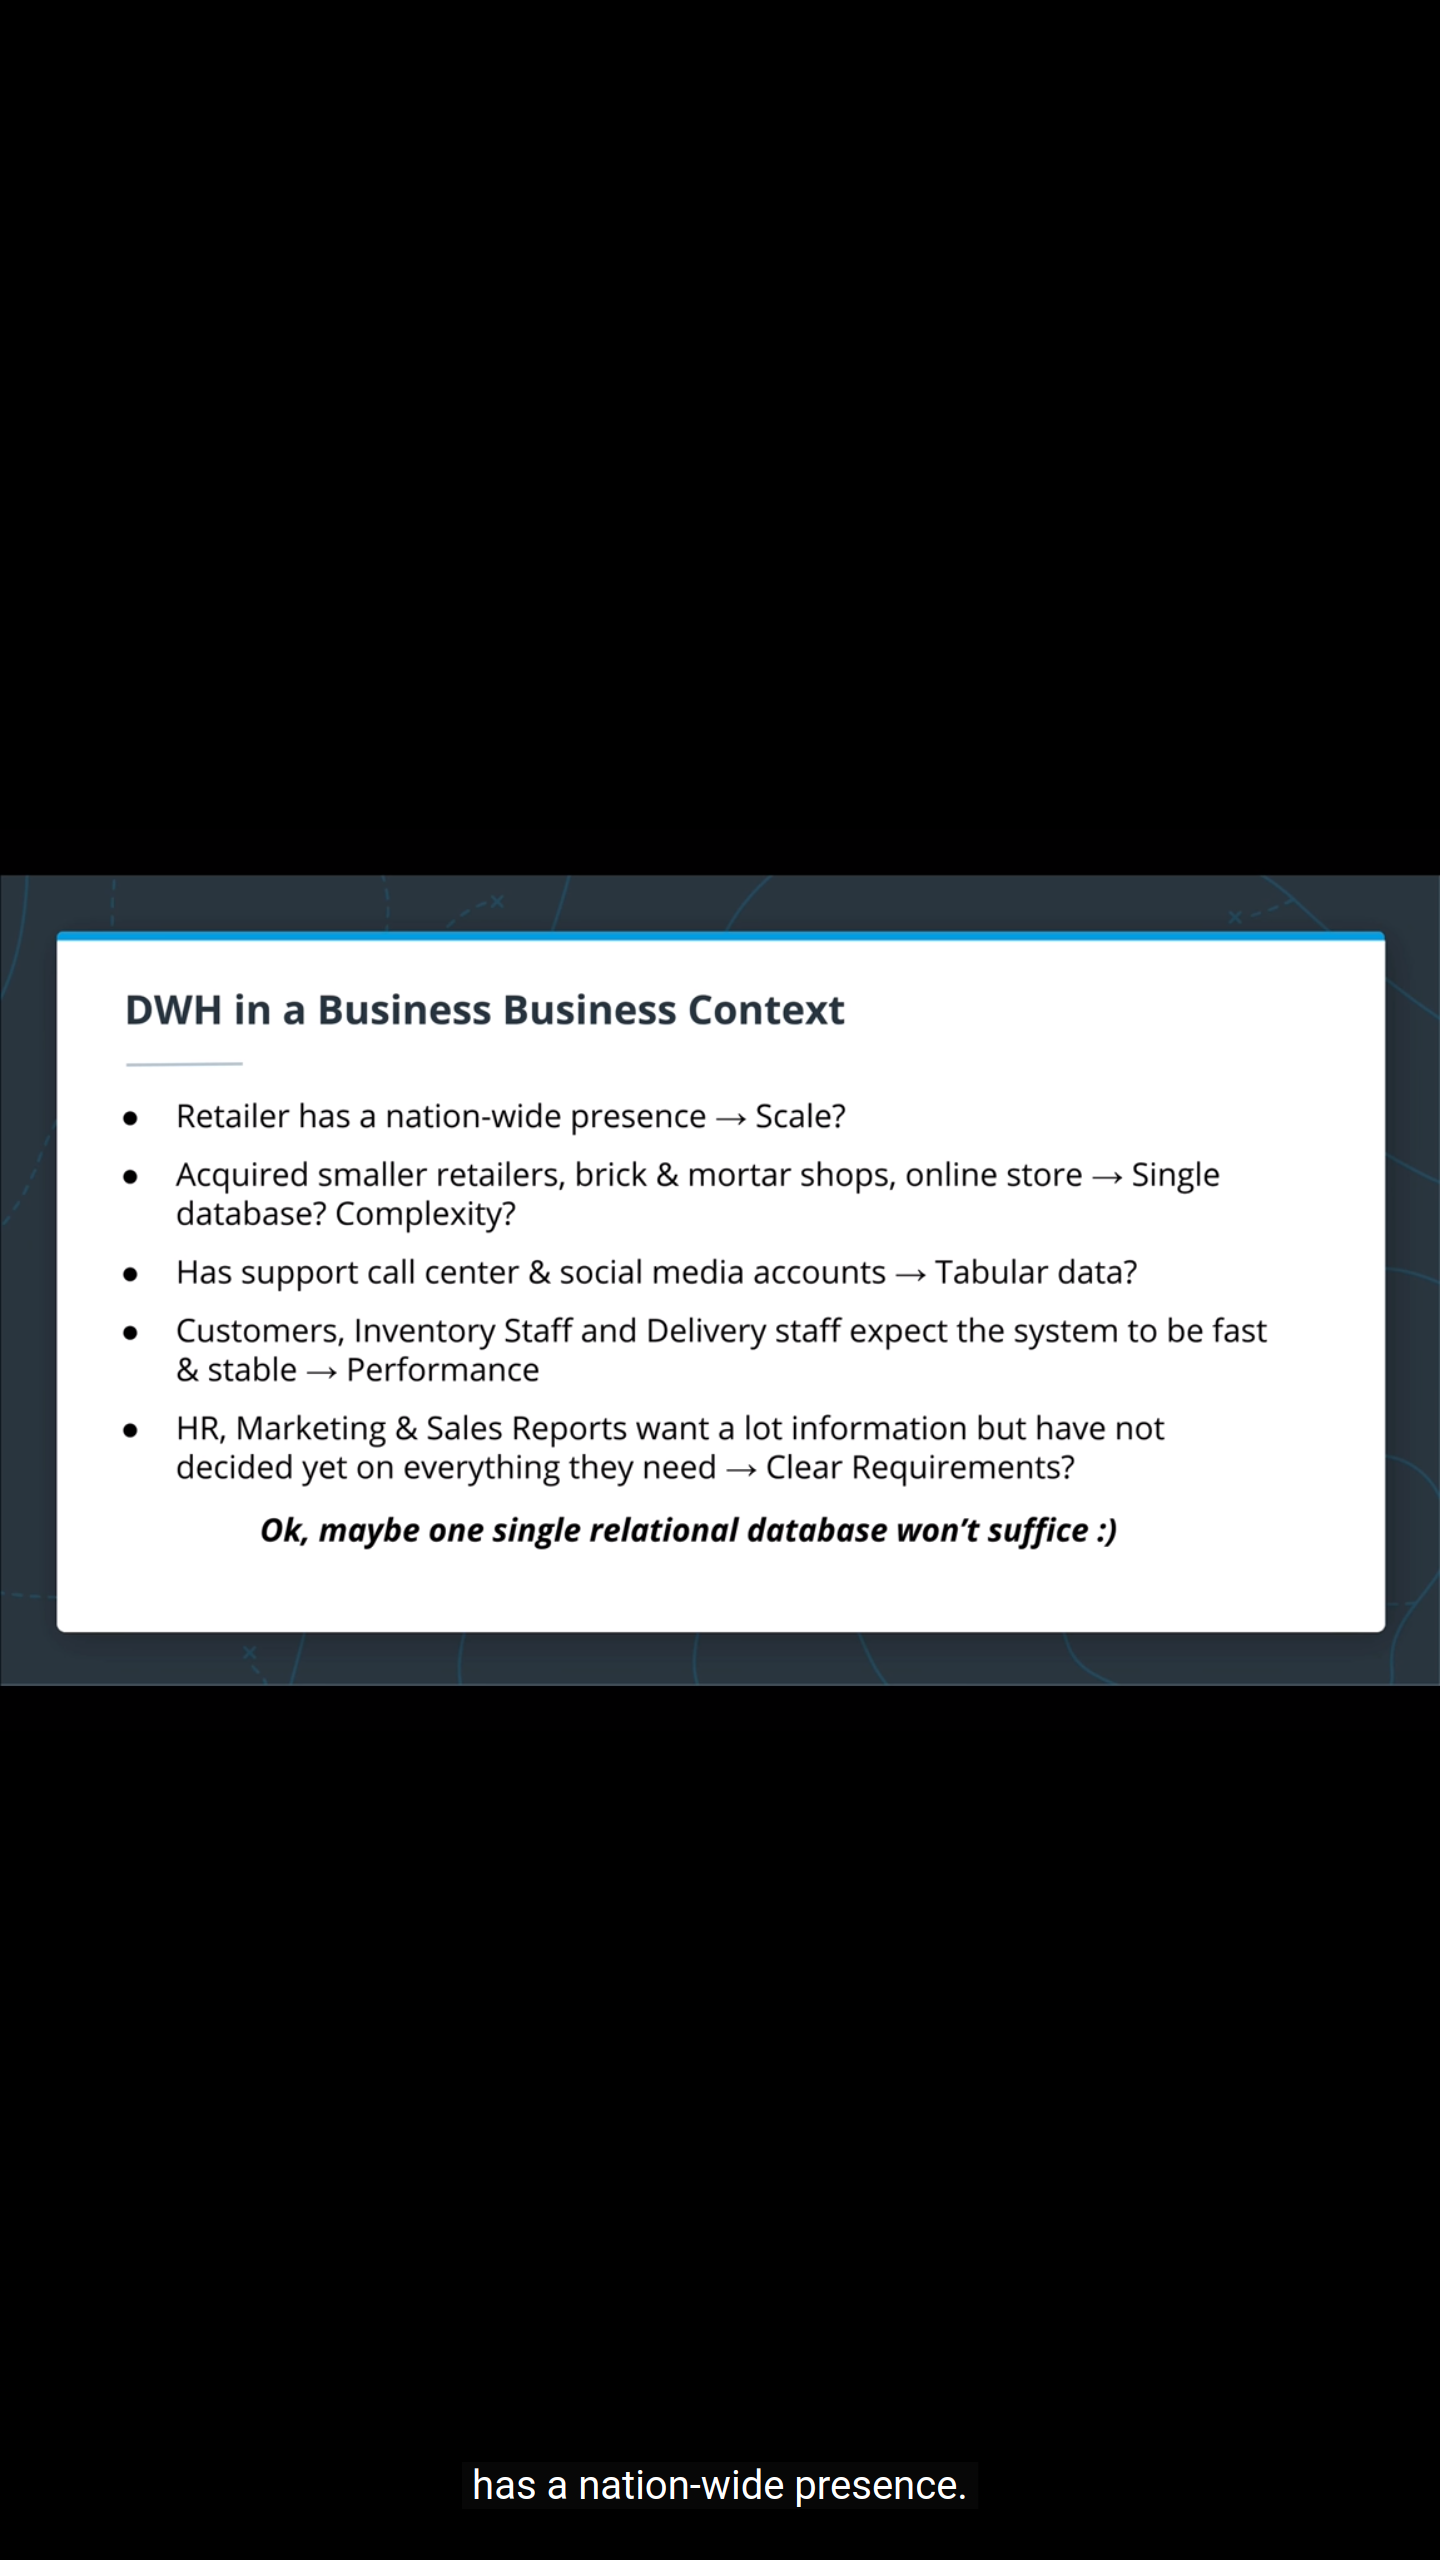 DWH in a Business Business Context
● Retailer has a nation-wide presence → Scale?
● Acquired smaller retailers, brick & mortar shops, online store → Single
database? Complexity?
● Has support call center & social media accounts → Tabular data?
● Customers, Inventory Staff and Delivery staff expect the system to be fast
& stable → Performance
● HR, Marketing & Sales Reports want a lot information but have not
decided yet on everything they need → Clear Requirements?
Ok, maybe one single relational database won’t suffice :)
has a nation-wide presence.